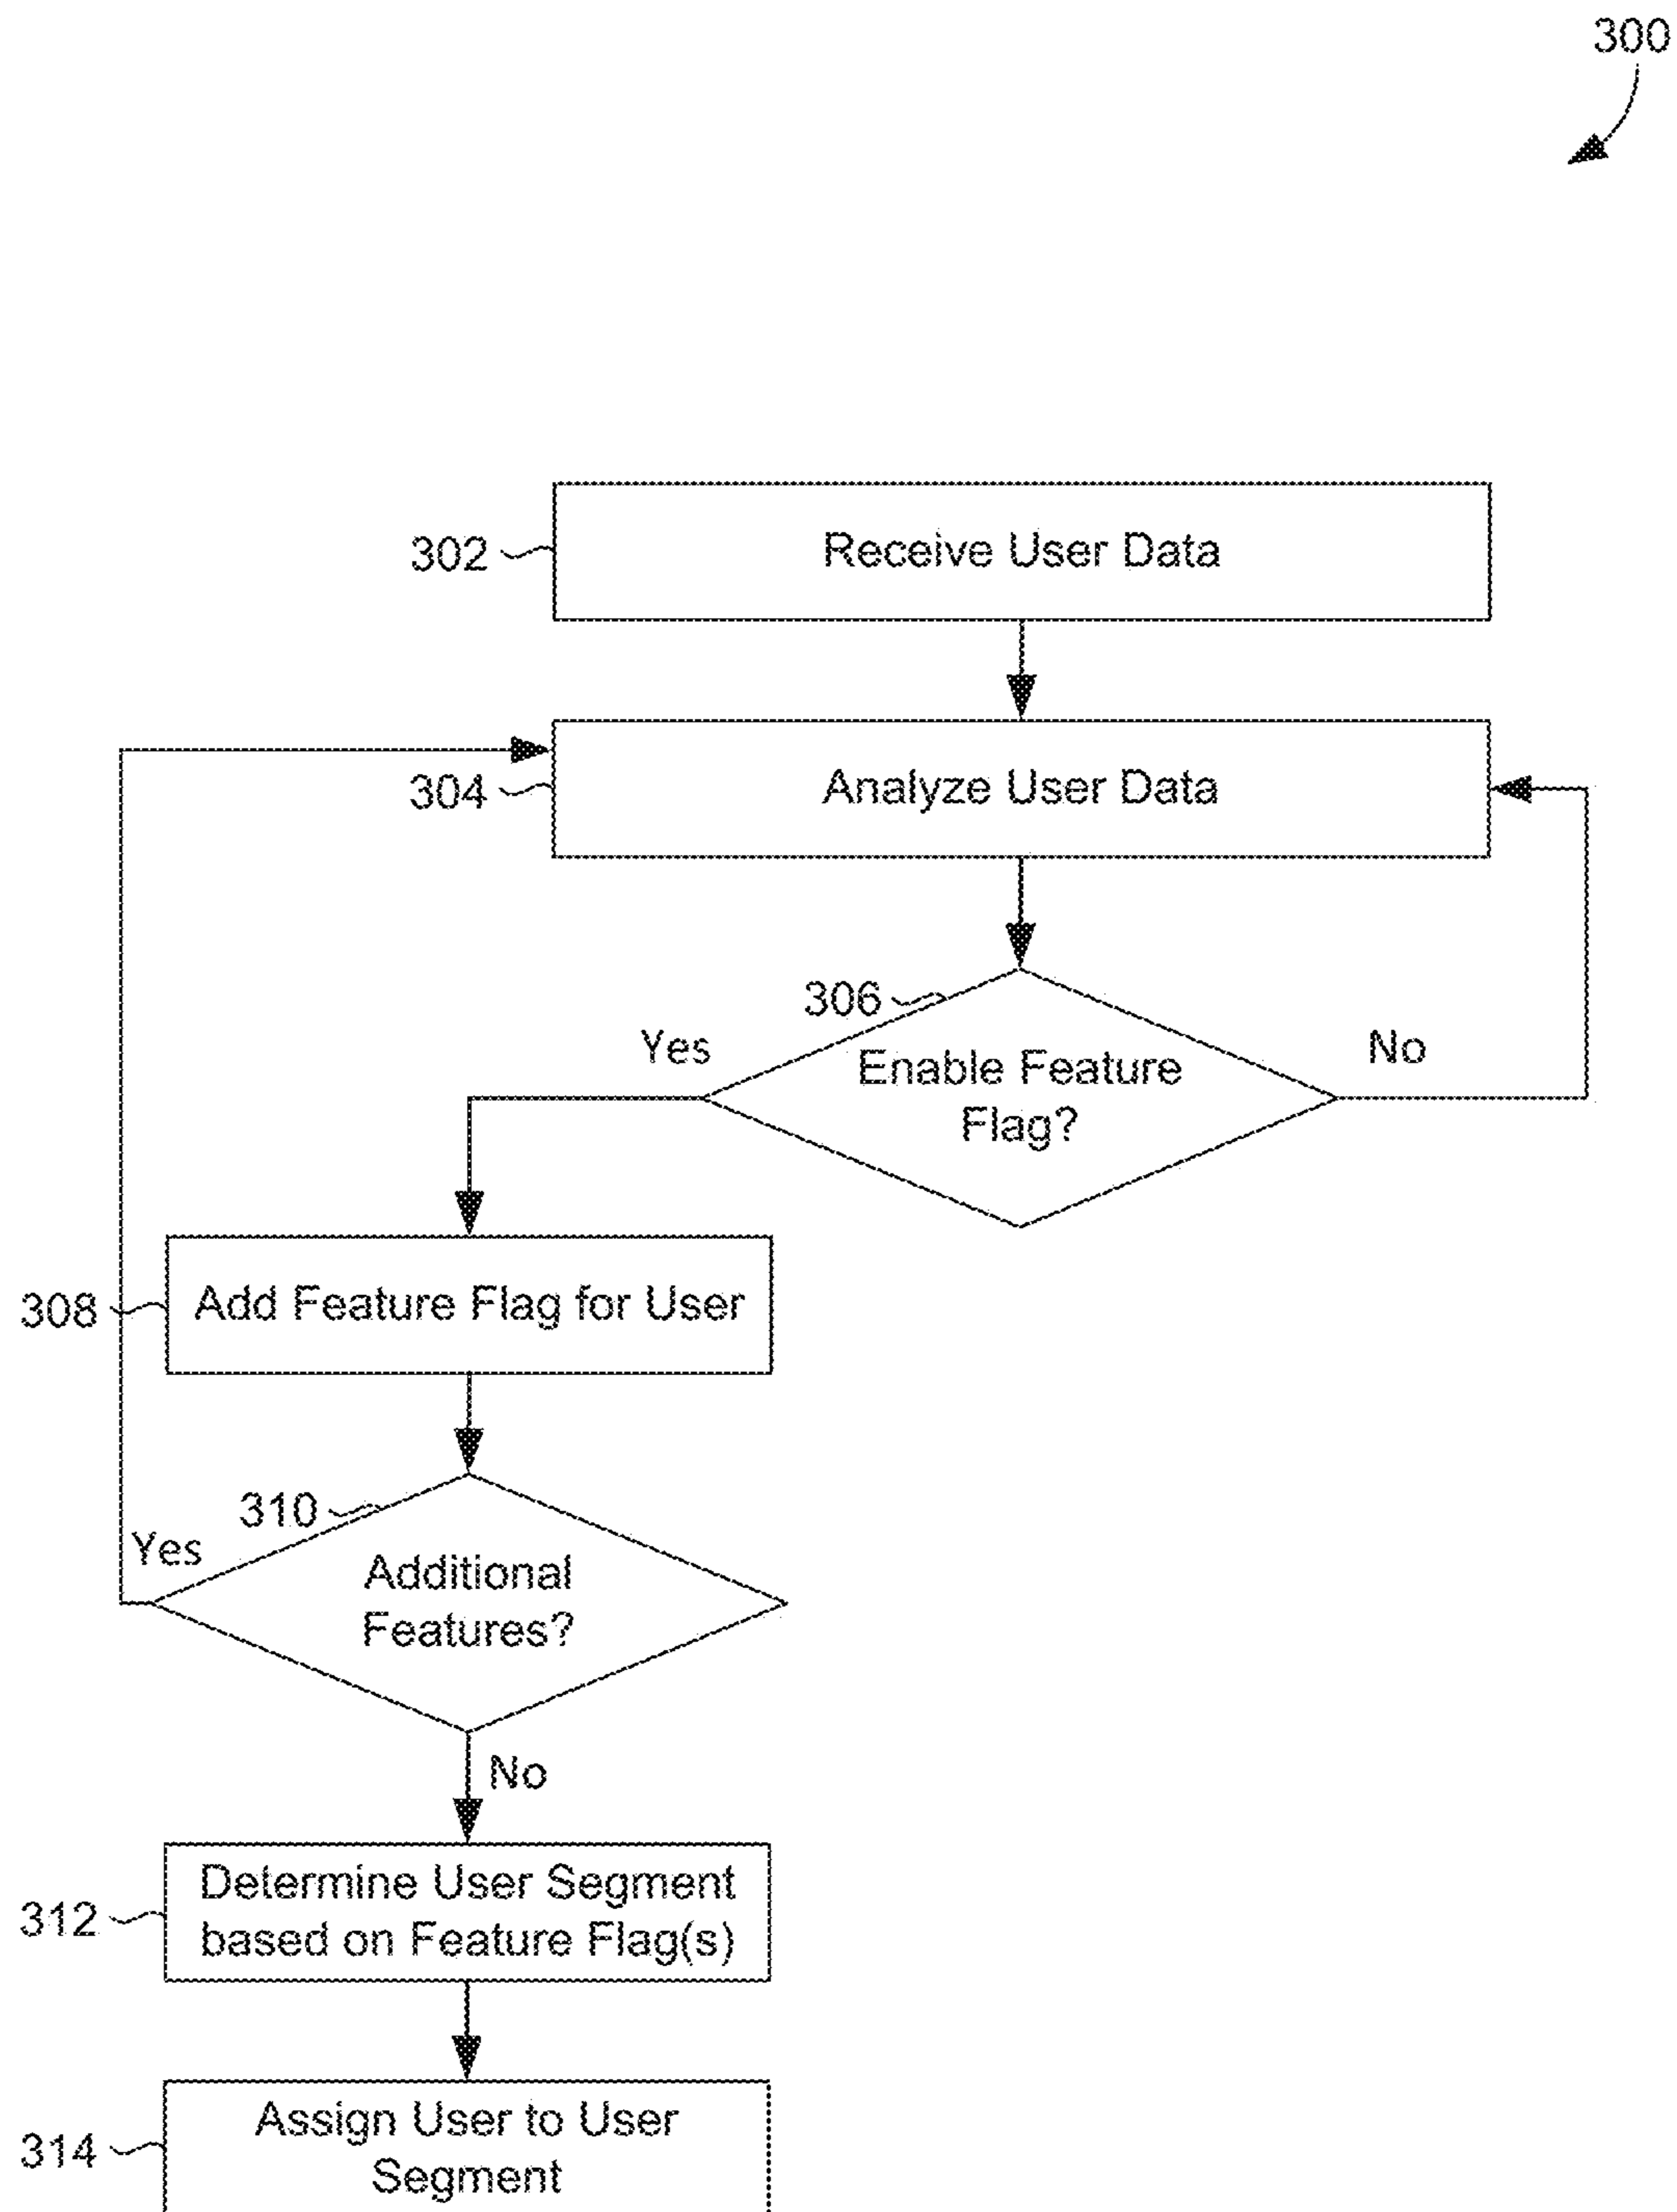 300
302
Receive User Data
304
Analyze User Data
306
Yes
No
Enable Feature
Flag?
308
Add Feature Flag for User
310
Yes
Additional
Features?
No
312
Determine User Segment
based on Feature Flag(s)
314
Assign User to User
Segment